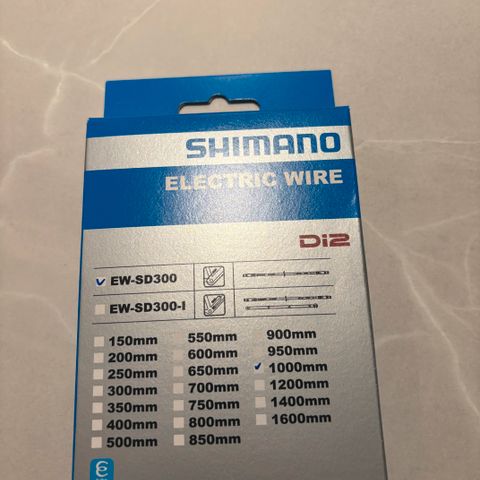 SHIMANO
ELECTRIC WIRE
Di2
EW-SD300
EW-SD300-I
150mm 550mm 900mm
200mm 600mm 950mm
250mm 650mm 1000mm
300mm 700mm 1200mm
350mm 750mm 1400mm
400mm 800mm 1600mm
500mm 850mm